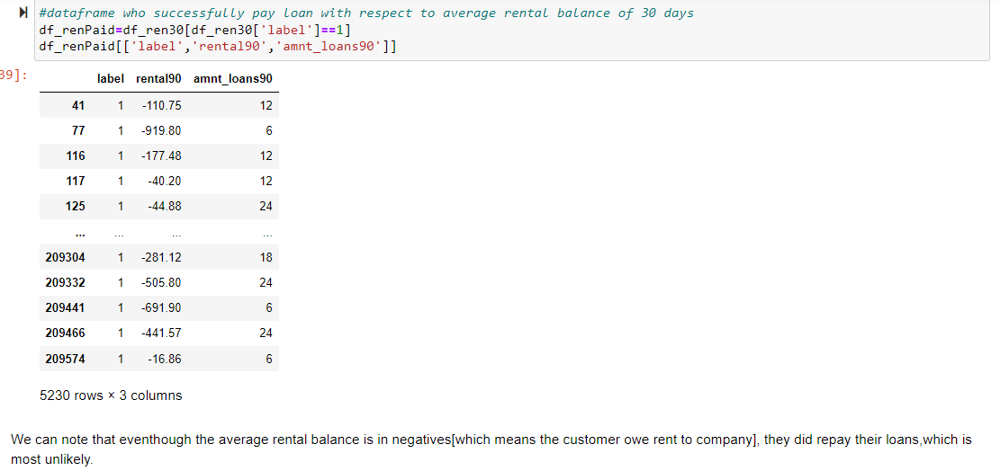 #dataframe who successfully pay loan with respect to average rental balance of 30 days
df_renPaid=df_ren30[df_ren30['label']==1]
df_renPaid[['label','rental90','amnt_loans90']]
39]:
label rental90 amnt_loans90
41 1 -110.75 12
77 1 -919.80 6
116 1 -177.48 12
117 1 -40.20 12
125 1 -44.88 24
... ... ... ...
209304 1 -281.12 18
209332 1 -505.80 24
209441 1 -691.90 6
209466 1 -441.57 24
209574 1 -16.86 6
5230 rows × 3 columns
We can note that eventhough the average rental balance is in negatives[which means the customer owe rent to company], they did repay their loans,which is
most unlikely.